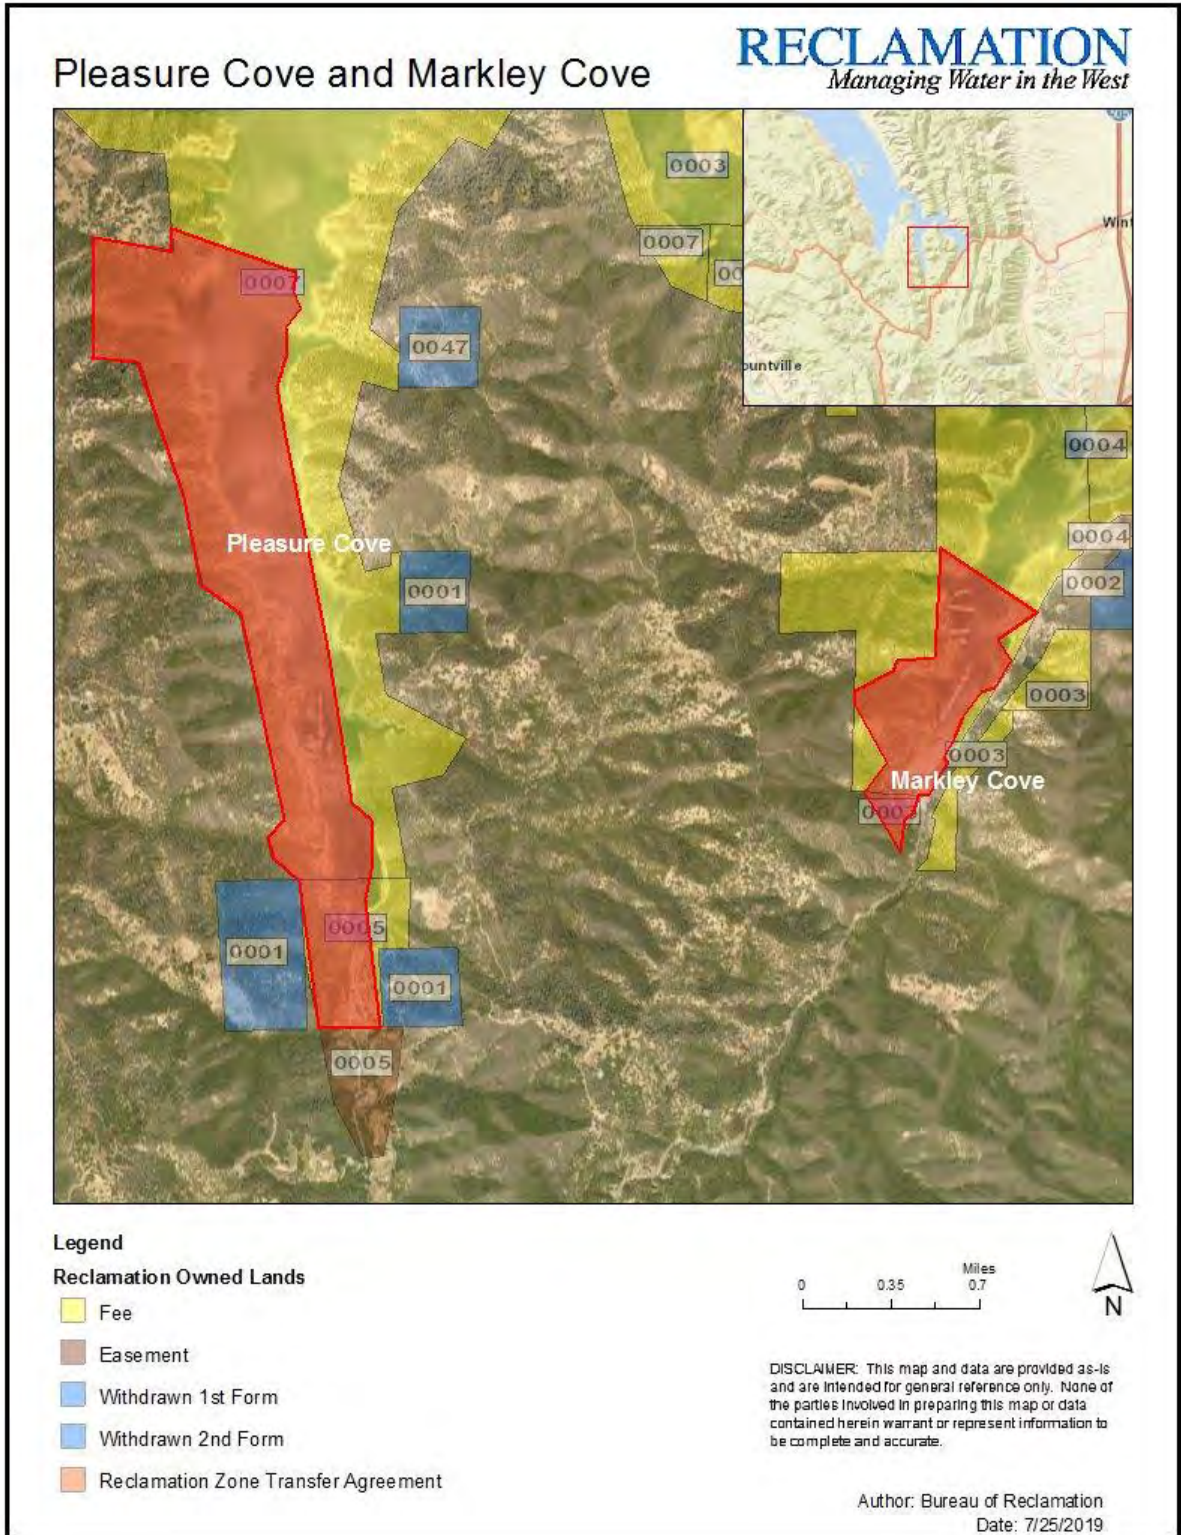 Pleasure Cove and Markley Cove
RECLAMATION
Managing Water in the West
0003
0007
00
Wint
ountville
0007
0047
0004
Pleasure Cove
0004
0001
0002
0003
0003
Markley Cove
0003
0005
0001
0001
0005
Legend
Reclamation Owned Lands
Fee
Easement
Withdrawn 1st Form
Withdrawn 2nd Form
Reclamation Zone Transfer Agreement
Miles
0 0.35 0.7
N
DISCLAIMER: This map and data are provided as-is
and are intended for general reference only. None of
the parties involved in preparing this map or data
contained herein warrant or represent information to
be complete and accurate.
Author: Bureau of Reclamation
Date: 7/25/2019